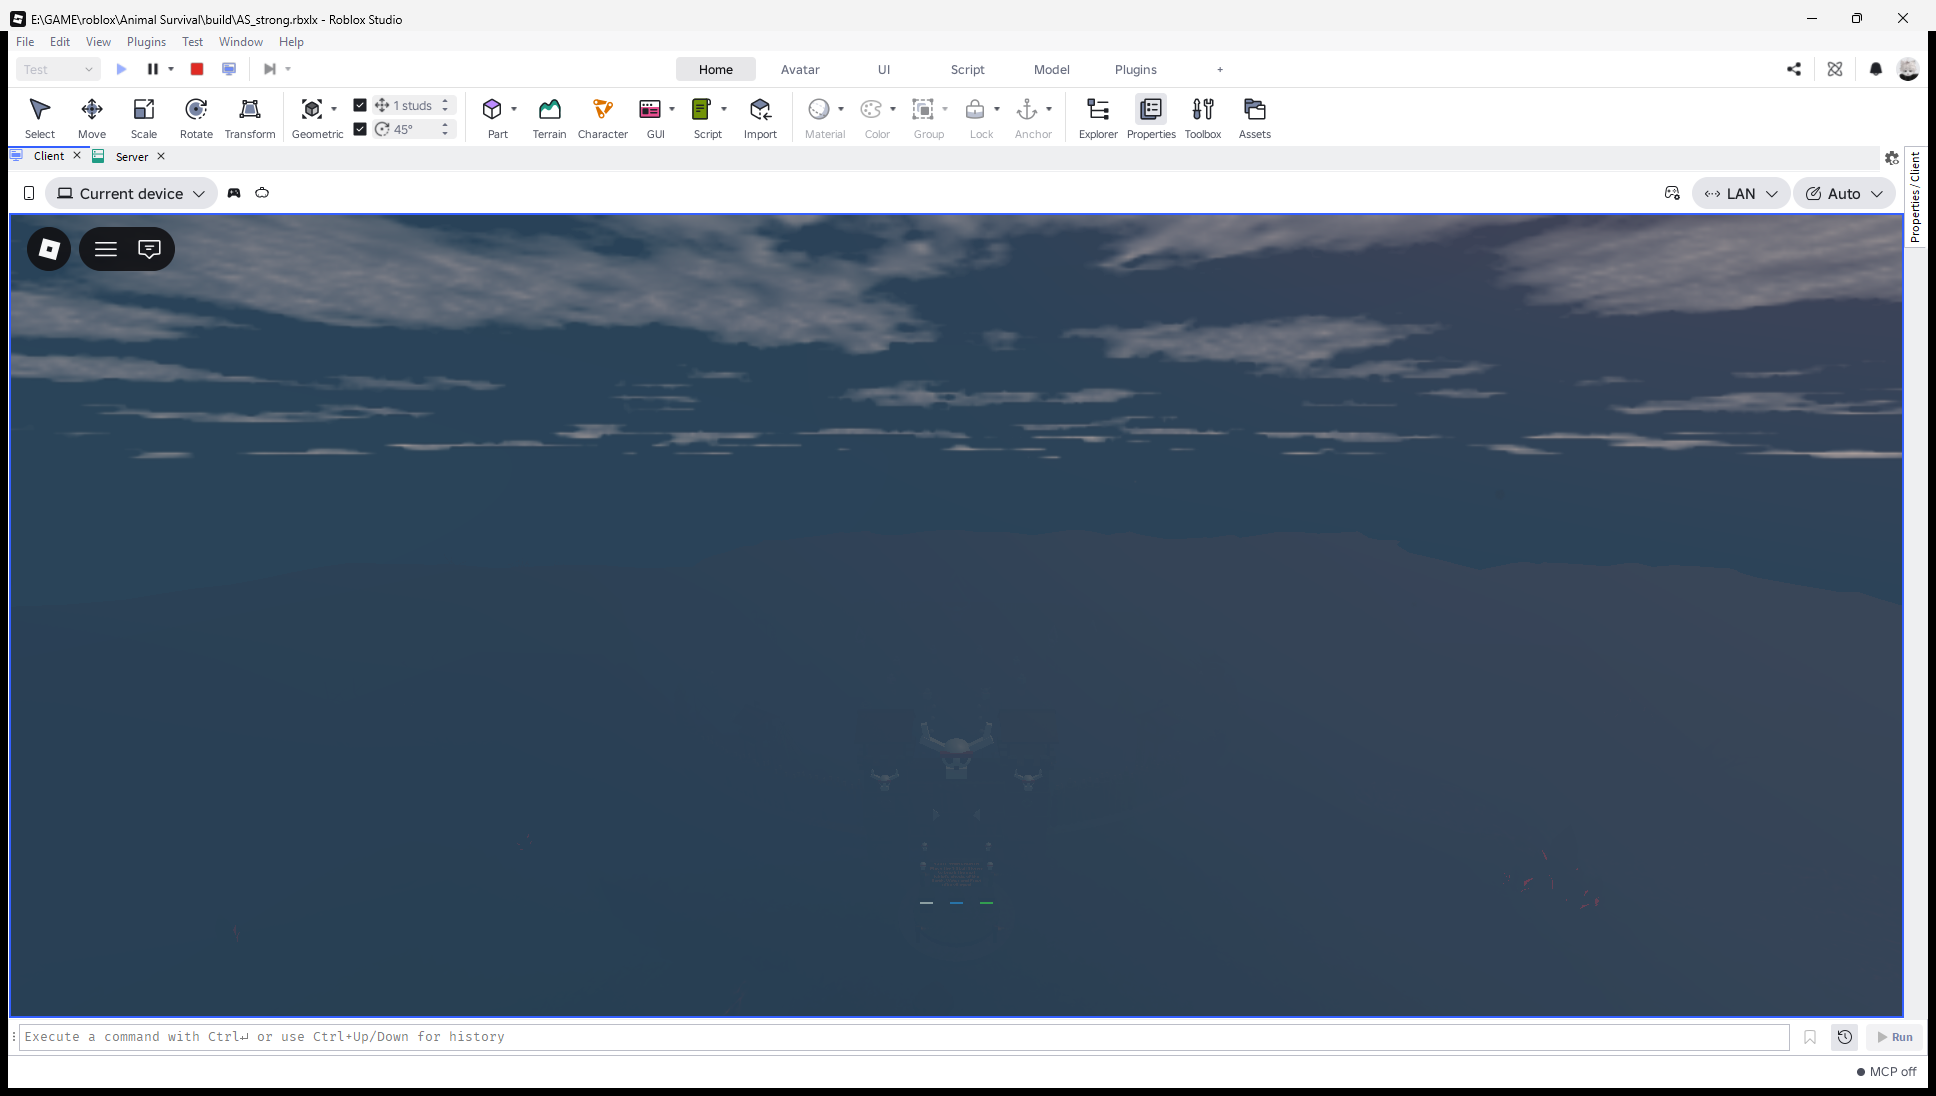 E:\GAME\roblox\Animal Survival\build\AS_strong.rbxlx - Roblox Studio
File Edit View Plugins Test Window Help
Test Home Avatar UI Script Model Plugins +
1 studs
45°
Select Move Scale Rotate Transform Geometric Part Terrain Character GUI Script Import Material Color Group Lock Anchor Explorer Properties Toolbox Assets
Client Server
Properties / Client
Current device LAN Auto
Execute a command with Ctrl↵ or use Ctrl+Up/Down for history
Run
MCP off